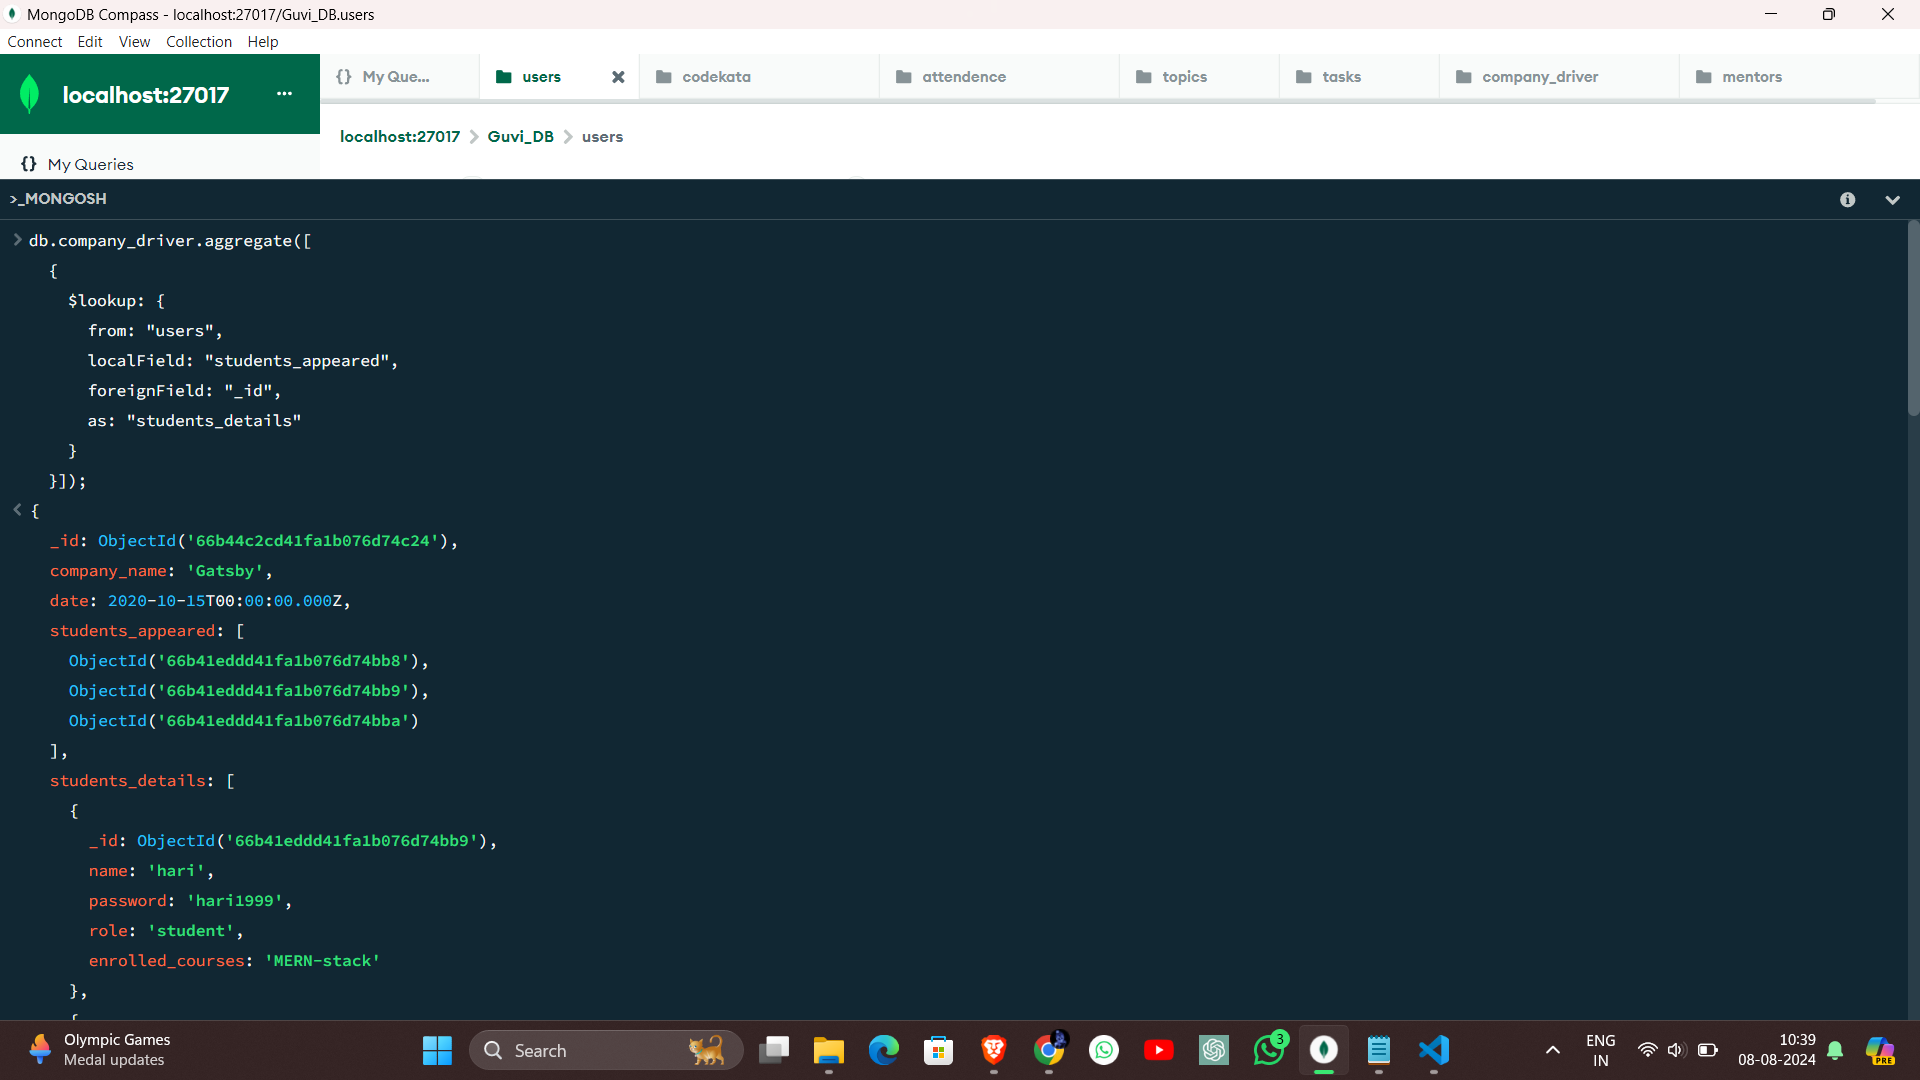 MongoDB Compass - localhost:27017/Guvi_DB.users
Connect Edit View Collection Help
localhost:27017 ...
{} My Que... users codekata attendence topics tasks company_driver mentors
localhost:27017 > Guvi_DB > users
{} My Queries
>_MONGOSH
> db.company_driver.aggregate([
{
$lookup: {
from: "users",
localField: "students_appeared",
foreignField: "_id",
as: "students_details"
}
}]);
< {
_id: ObjectId('66b44c2cd41fa1b076d74c24'),
company_name: 'Gatsby',
date: 2020-10-15T00:00:00.000Z,
students_appeared: [
ObjectId('66b41eddd41fa1b076d74bb8'),
ObjectId('66b41eddd41fa1b076d74bb9'),
ObjectId('66b41eddd41fa1b076d74bba')
],
students_details: [
{
_id: ObjectId('66b41eddd41fa1b076d74bb9'),
name: 'hari',
password: 'hari1999',
role: 'student',
enrolled_courses: 'MERN-stack'
},
{
Olympic Games
Medal updates
Search
3
ENG
IN
10:39
08-08-2024
PRE